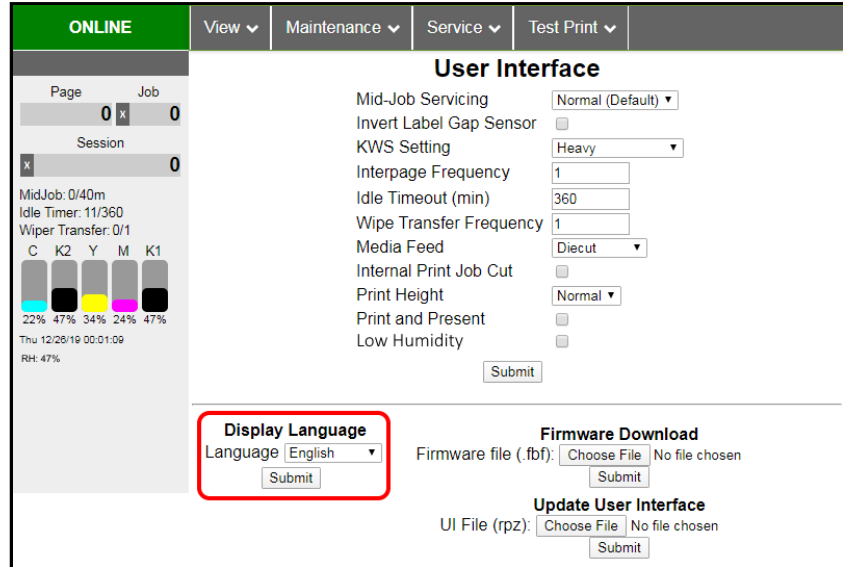 ONLINE
View Maintenance Service Test Print
Page Job
0 x 0
Session
x 0
MidJob: 0/40m
Idle Timer: 11/360
Wiper Transfer: 0/1
C K2 Y M K1
22% 47% 34% 24% 47%
Thu 12/26/19 00:01:09
RH: 47%
User Interface
Mid-Job Servicing Normal (Default)
Invert Label Gap Sensor
KWS Setting Heavy
Interpage Frequency 1
Idle Timeout (min) 360
Wipe Transfer Frequency 1
Media Feed Diecut
Internal Print Job Cut
Print Height Normal
Print and Present
Low Humidity
Submit
Display Language
Language English
Submit
Firmware Download
Firmware file (.fbf): Choose File No file chosen
Submit
Update User Interface
UI File (rpz): Choose File No file chosen
Submit